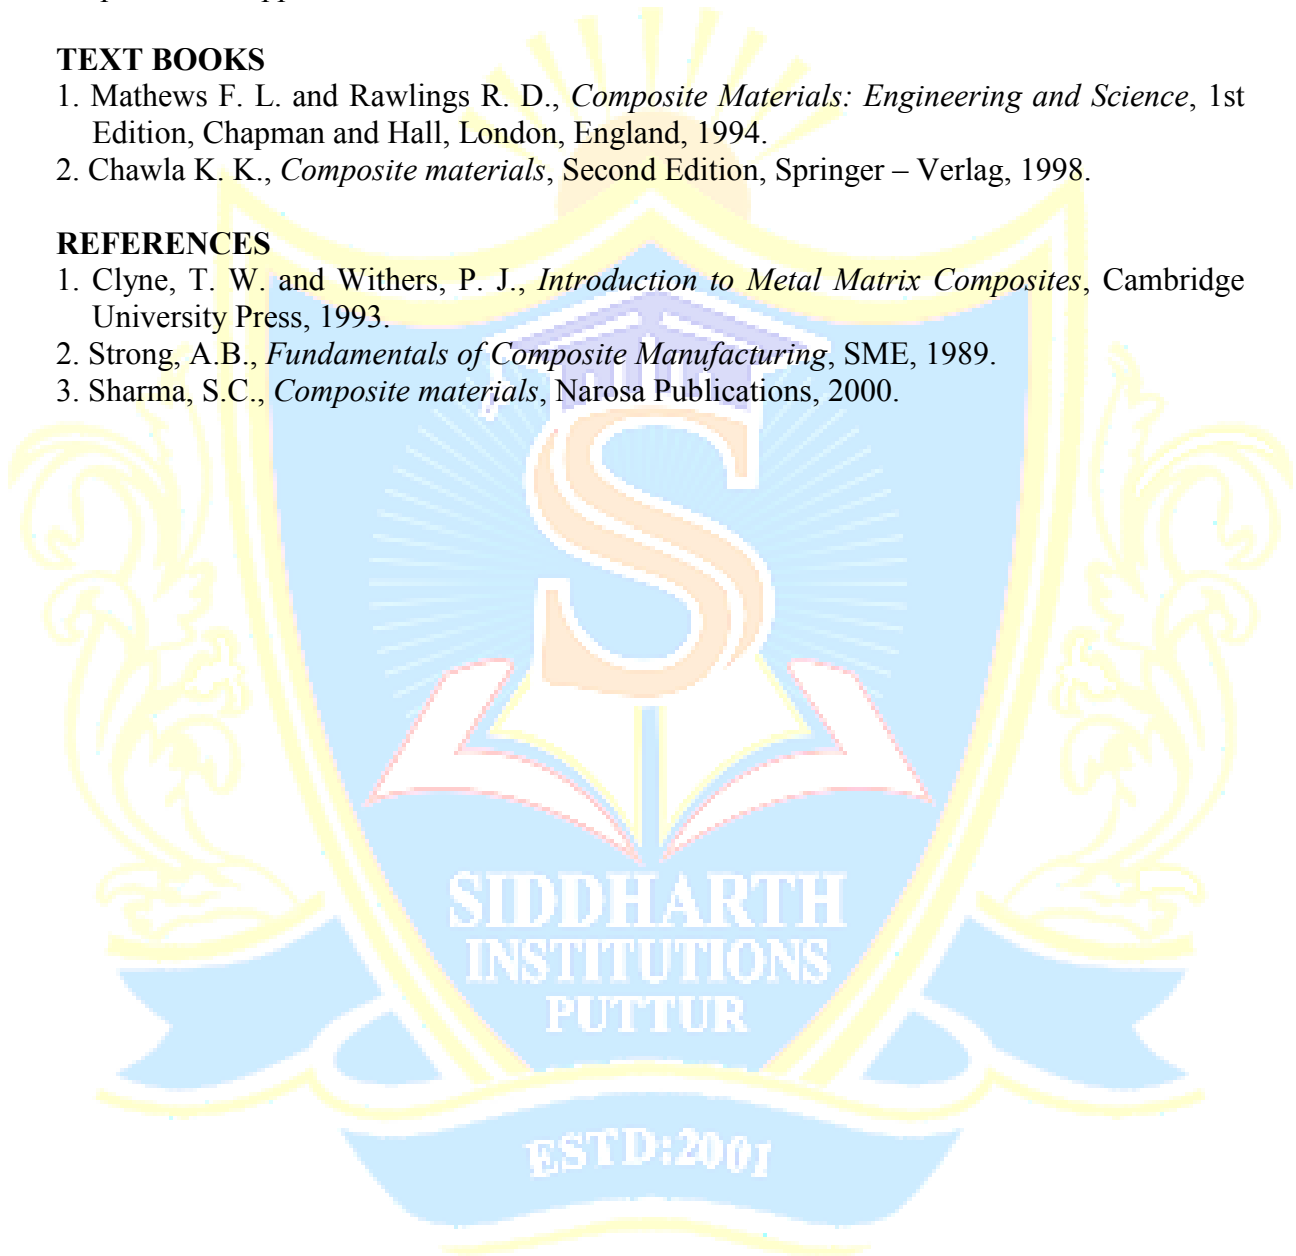 TEXT BOOKS
1. Mathews F. L. and Rawlings R. D., Composite Materials: Engineering and Science, 1st
Edition, Chapman and Hall, London, England, 1994.
2. Chawla K. K., Composite materials, Second Edition, Springer – Verlag, 1998.
REFERENCES
1. Clyne, T. W. and Withers, P. J., Introduction to Metal Matrix Composites, Cambridge
University Press, 1993.
2. Strong, A.B., Fundamentals of Composite Manufacturing, SME, 1989.
3. Sharma, S.C., Composite materials, Narosa Publications, 2000.
S
SIDDHARTH
INSTITUTIONS
PUTTUR
ESTD:2001